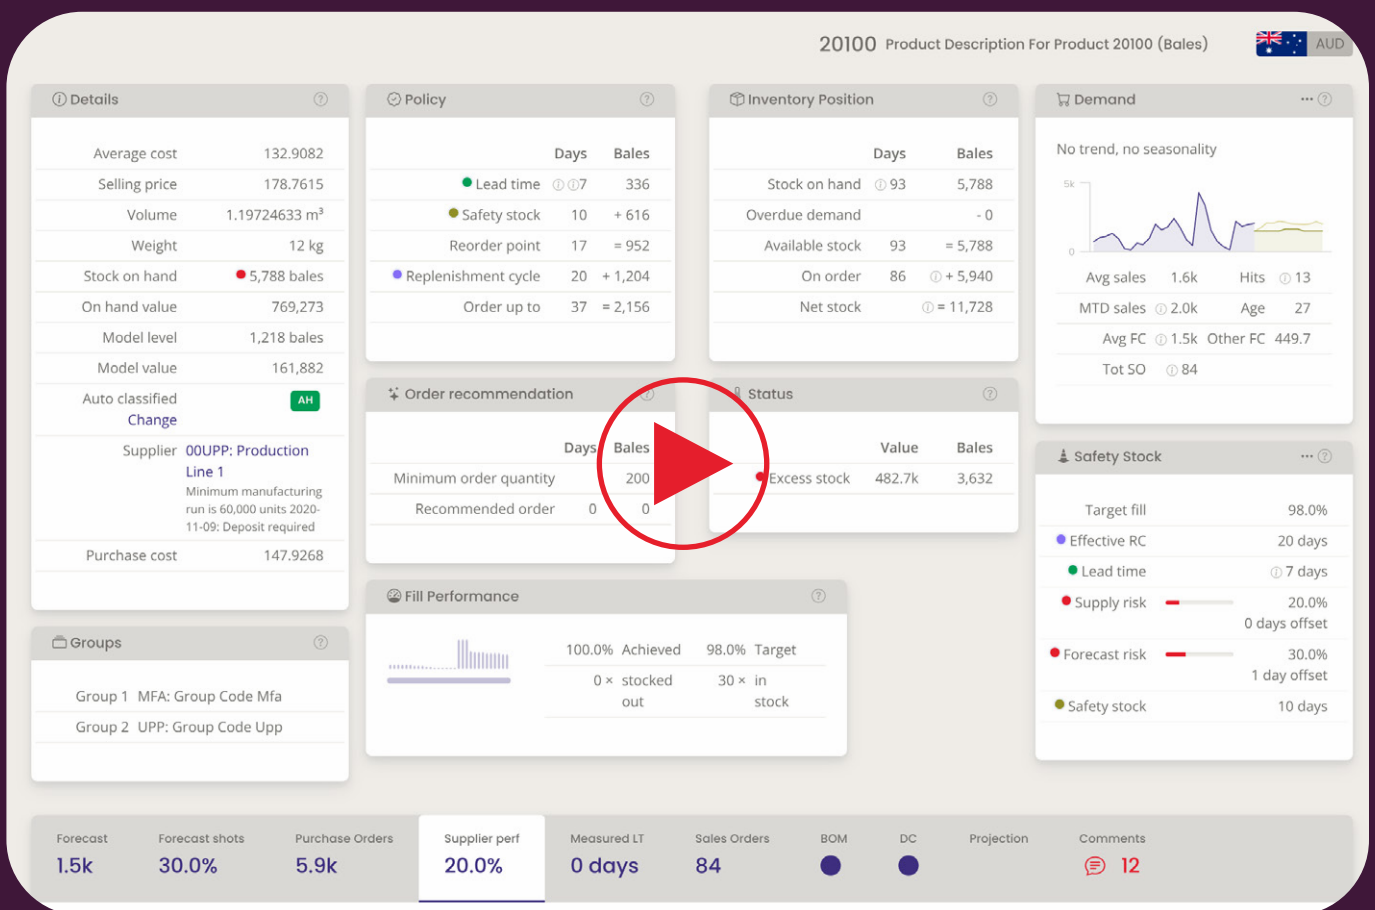 20100 Product Description For Product 20100 (Bales)
AUD
Details
Average cost 132.9082
Selling price 178.7615
Volume 1.19724633 m³
Weight 12 kg
Stock on hand 5,788 bales
On hand value 769,273
Model level 1,218 bales
Model value 161,882
Auto classified AH
Change
Supplier 00UPP: Production
Line 1
Minimum manufacturing
run is 60,000 units 2020-
11-09: Deposit required
Purchase cost 147.9268
Groups
Group 1 MFA: Group Code Mfa
Group 2 UPP: Group Code Upp
Policy
Days Bales
Lead time 7 336
Safety stock 10 + 616
Reorder point 17 = 952
Replenishment cycle 20 + 1,204
Order up to 37 = 2,156
Order recommendation
Days Bales
Minimum order quantity 200
Recommended order 0 0
Fill Performance
100.0% Achieved 98.0% Target
0 × stocked 30 × in
out stock
Inventory Position
Days Bales
Stock on hand 93 5,788
Overdue demand - 0
Available stock 93 = 5,788
On order 86 + 5,940
Net stock = 11,728
Status
Value Bales
Excess stock 482.7k 3,632
Demand
No trend, no seasonality
5k
0
Avg sales 1.6k Hits 13
MTD sales 2.0k Age 27
Avg FC 1.5k Other FC 449.7
Tot SO 84
Safety Stock
Target fill 98.0%
Effective RC 20 days
Lead time 7 days
Supply risk 20.0%
0 days offset
Forecast risk 30.0%
1 day offset
Safety stock 10 days
Forecast Forecast shots Purchase Orders Supplier perf Measured LT Sales Orders BOM DC Projection Comments
1.5k 30.0% 5.9k 20.0% 0 days 84 12